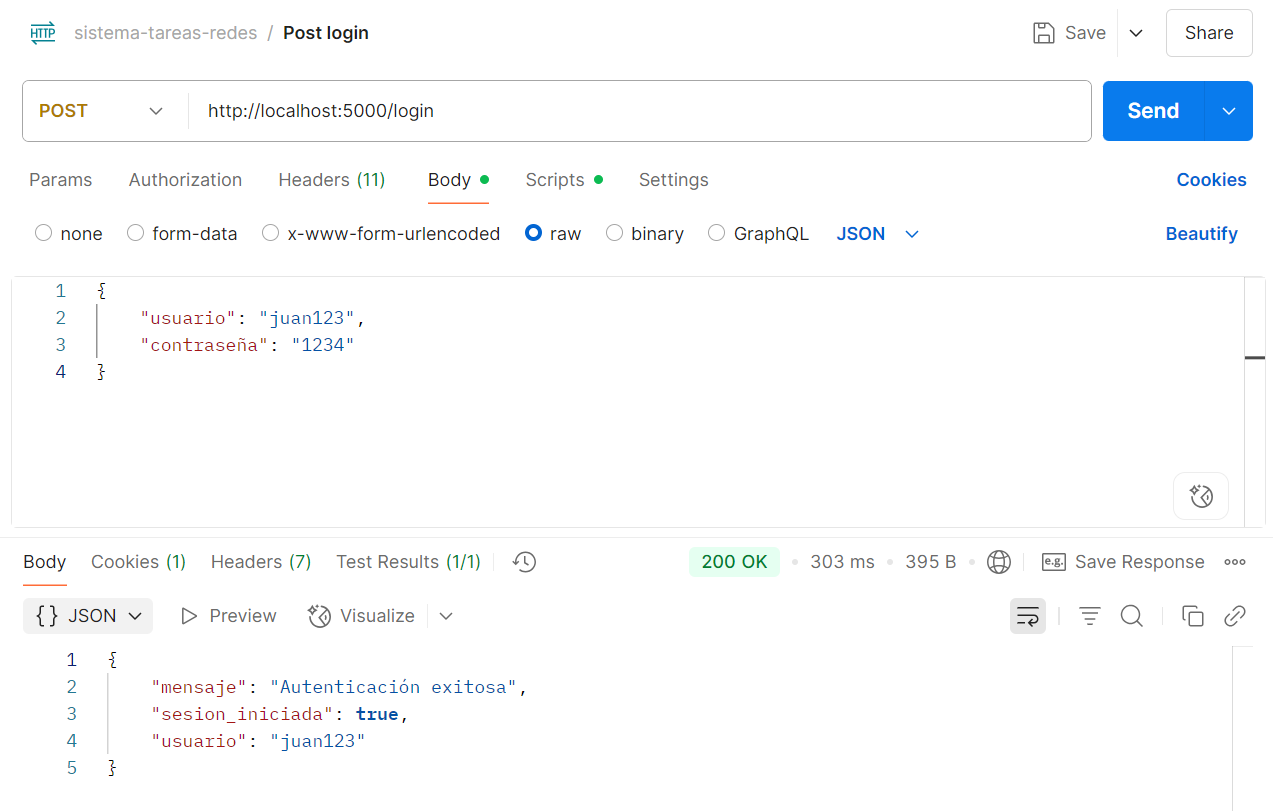 HTTP sistema-tareas-redes / Post login Save Share
POST http://localhost:5000/login Send
Params Authorization Headers (11) Body Scripts Settings Cookies
none form-data x-www-form-urlencoded raw binary GraphQL JSON Beautify
1 {
2 "usuario": "juan123",
3 "contraseña": "1234"
4 }
Body Cookies (1) Headers (7) Test Results (1/1) 200 OK • 303 ms • 395 B • e.g. Save Response
{} JSON Preview Visualize
1 {
2 "mensaje": "Autenticación exitosa",
3 "sesion_iniciada": true,
4 "usuario": "juan123"
5 }